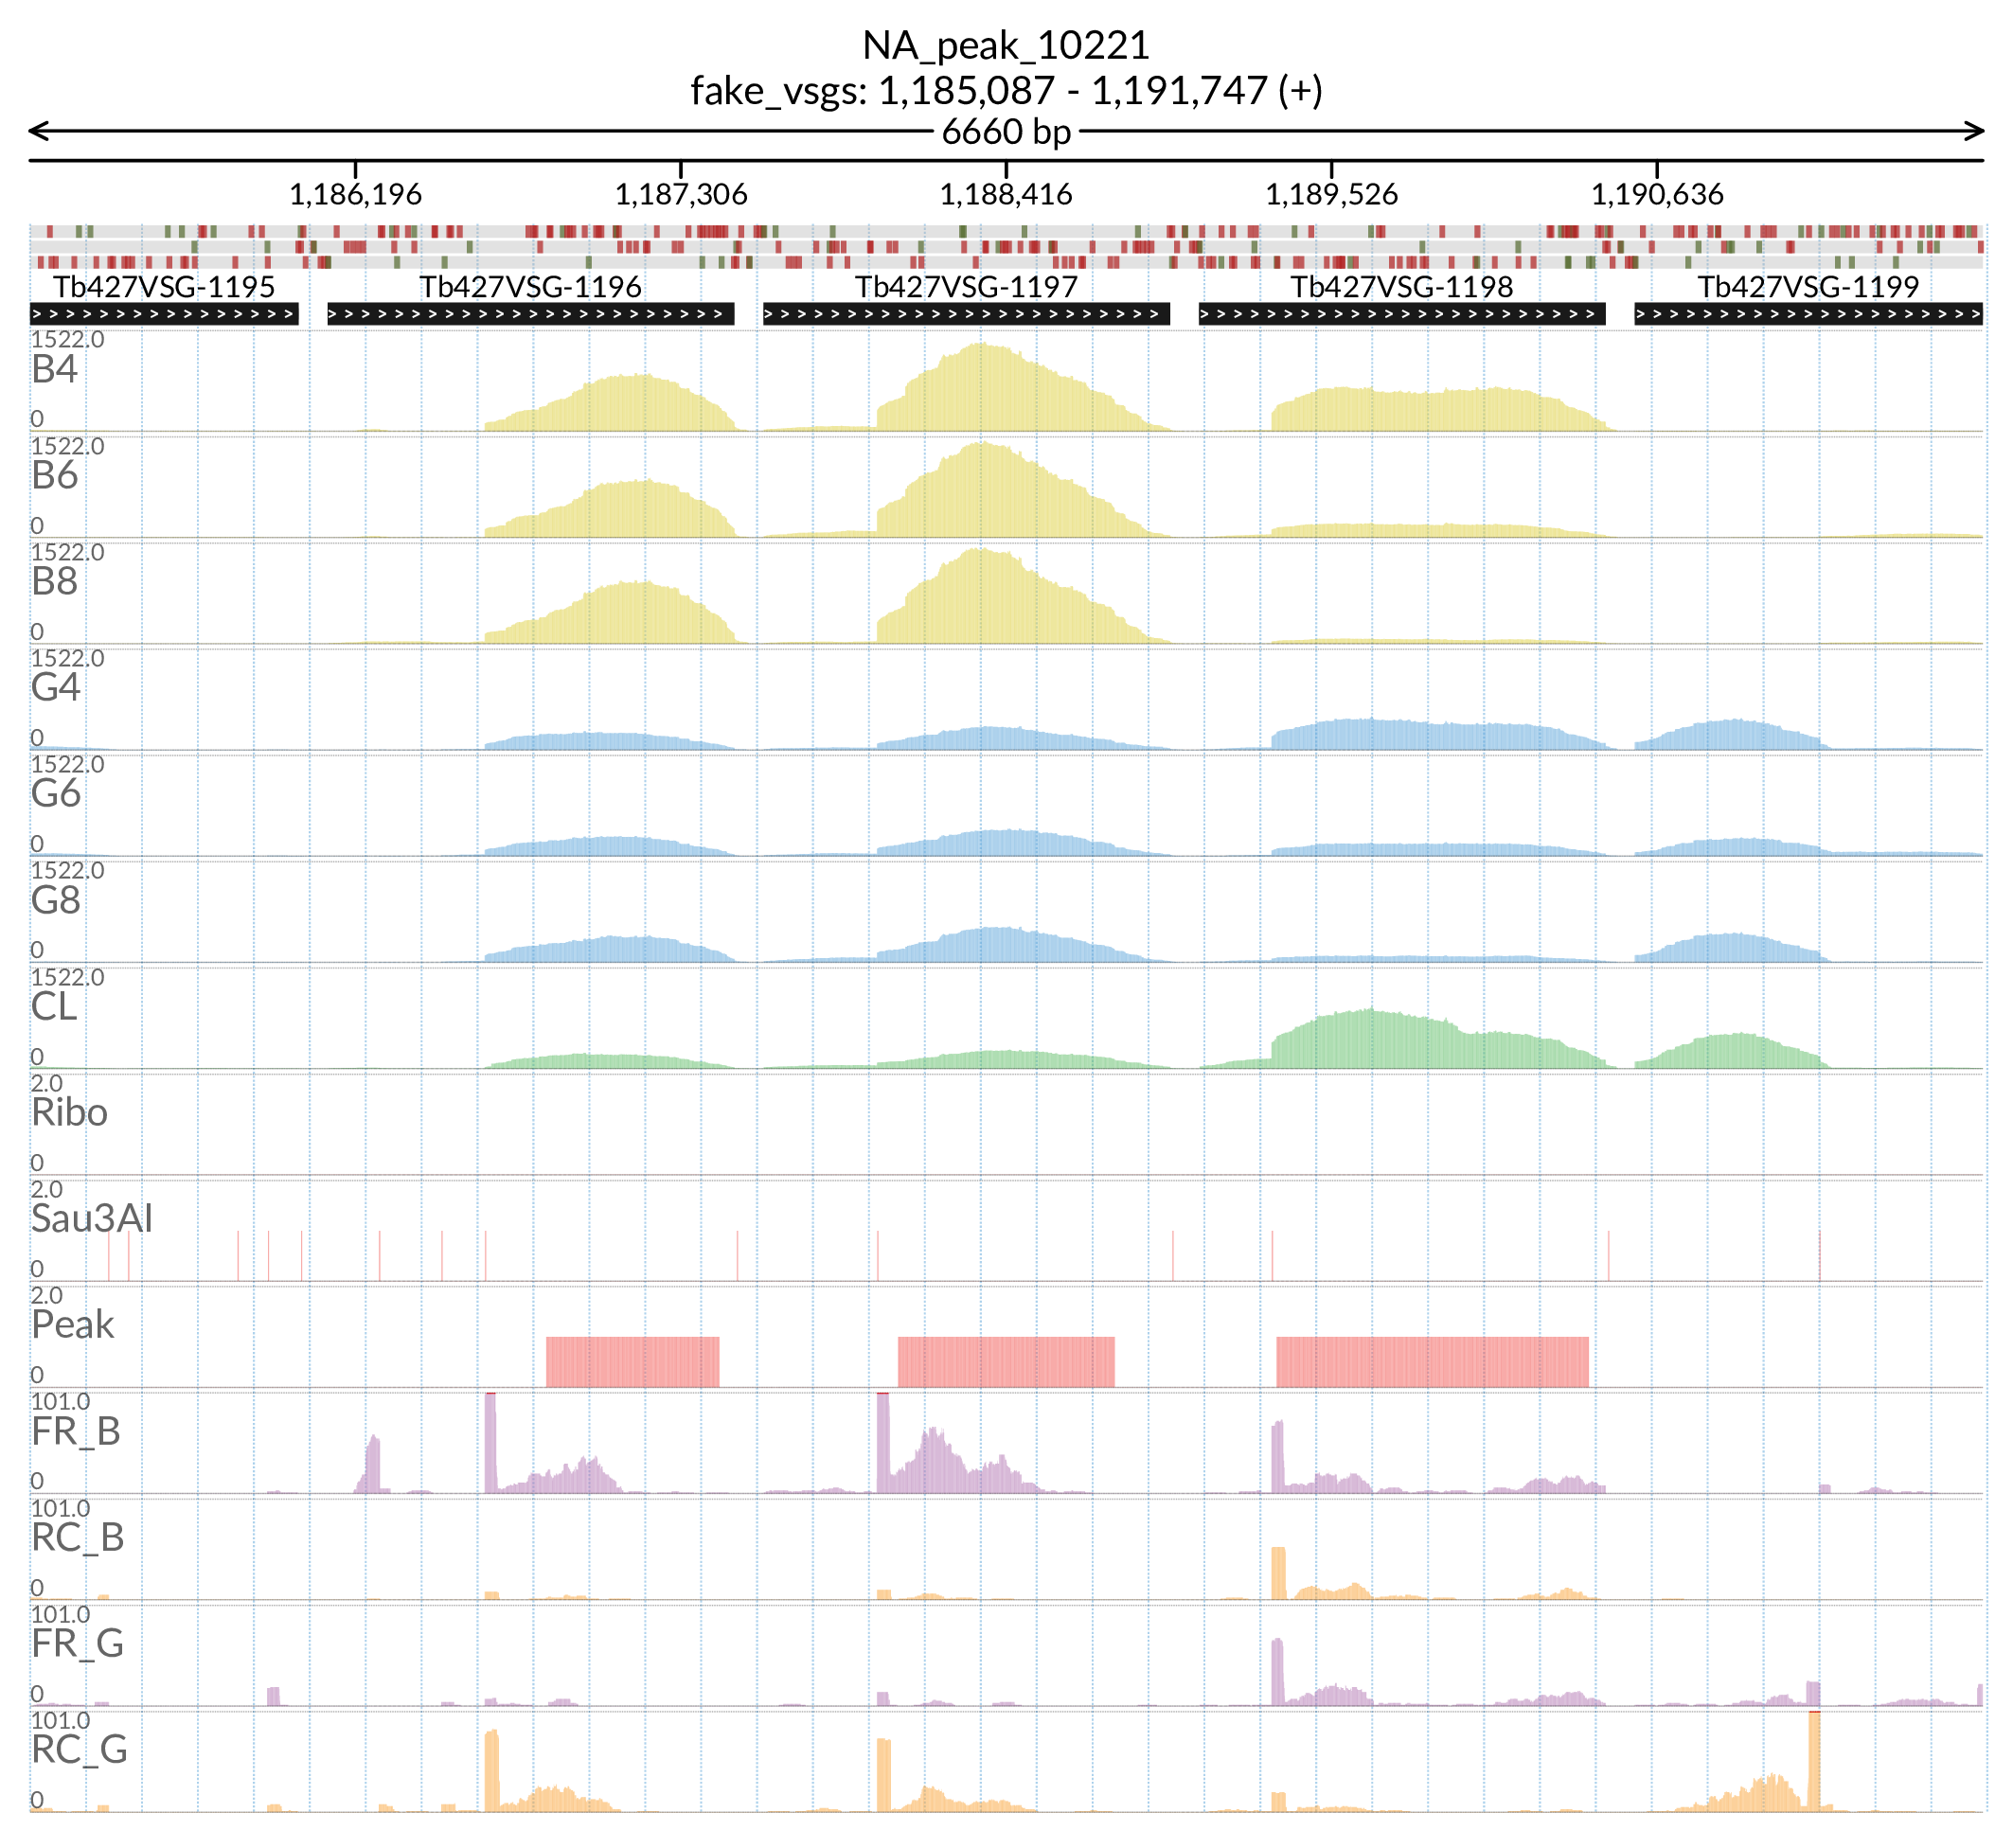 NA_peak_10221
fake_vsgs: 1,185,087 - 1,191,747 (+)
6660 bp
1,186,196 1,187,306 1,188,416 1,189,526 1,190,636
Tb427VSG-1195 Tb427VSG-1196 Tb427VSG-1197 Tb427VSG-1198 Tb427VSG-1199
1522.0
B4
0
1522.0
B6
0
1522.0
B8
0
1522.0
G4
0
1522.0
G6
0
1522.0
G8
0
1522.0
CL
0
2.0
Ribo
0
2.0
Sau3AI
0
2.0
Peak
0
101.0
FR_B
0
101.0
RC_B
0
101.0
FR_G
0
101.0
RC_G
0